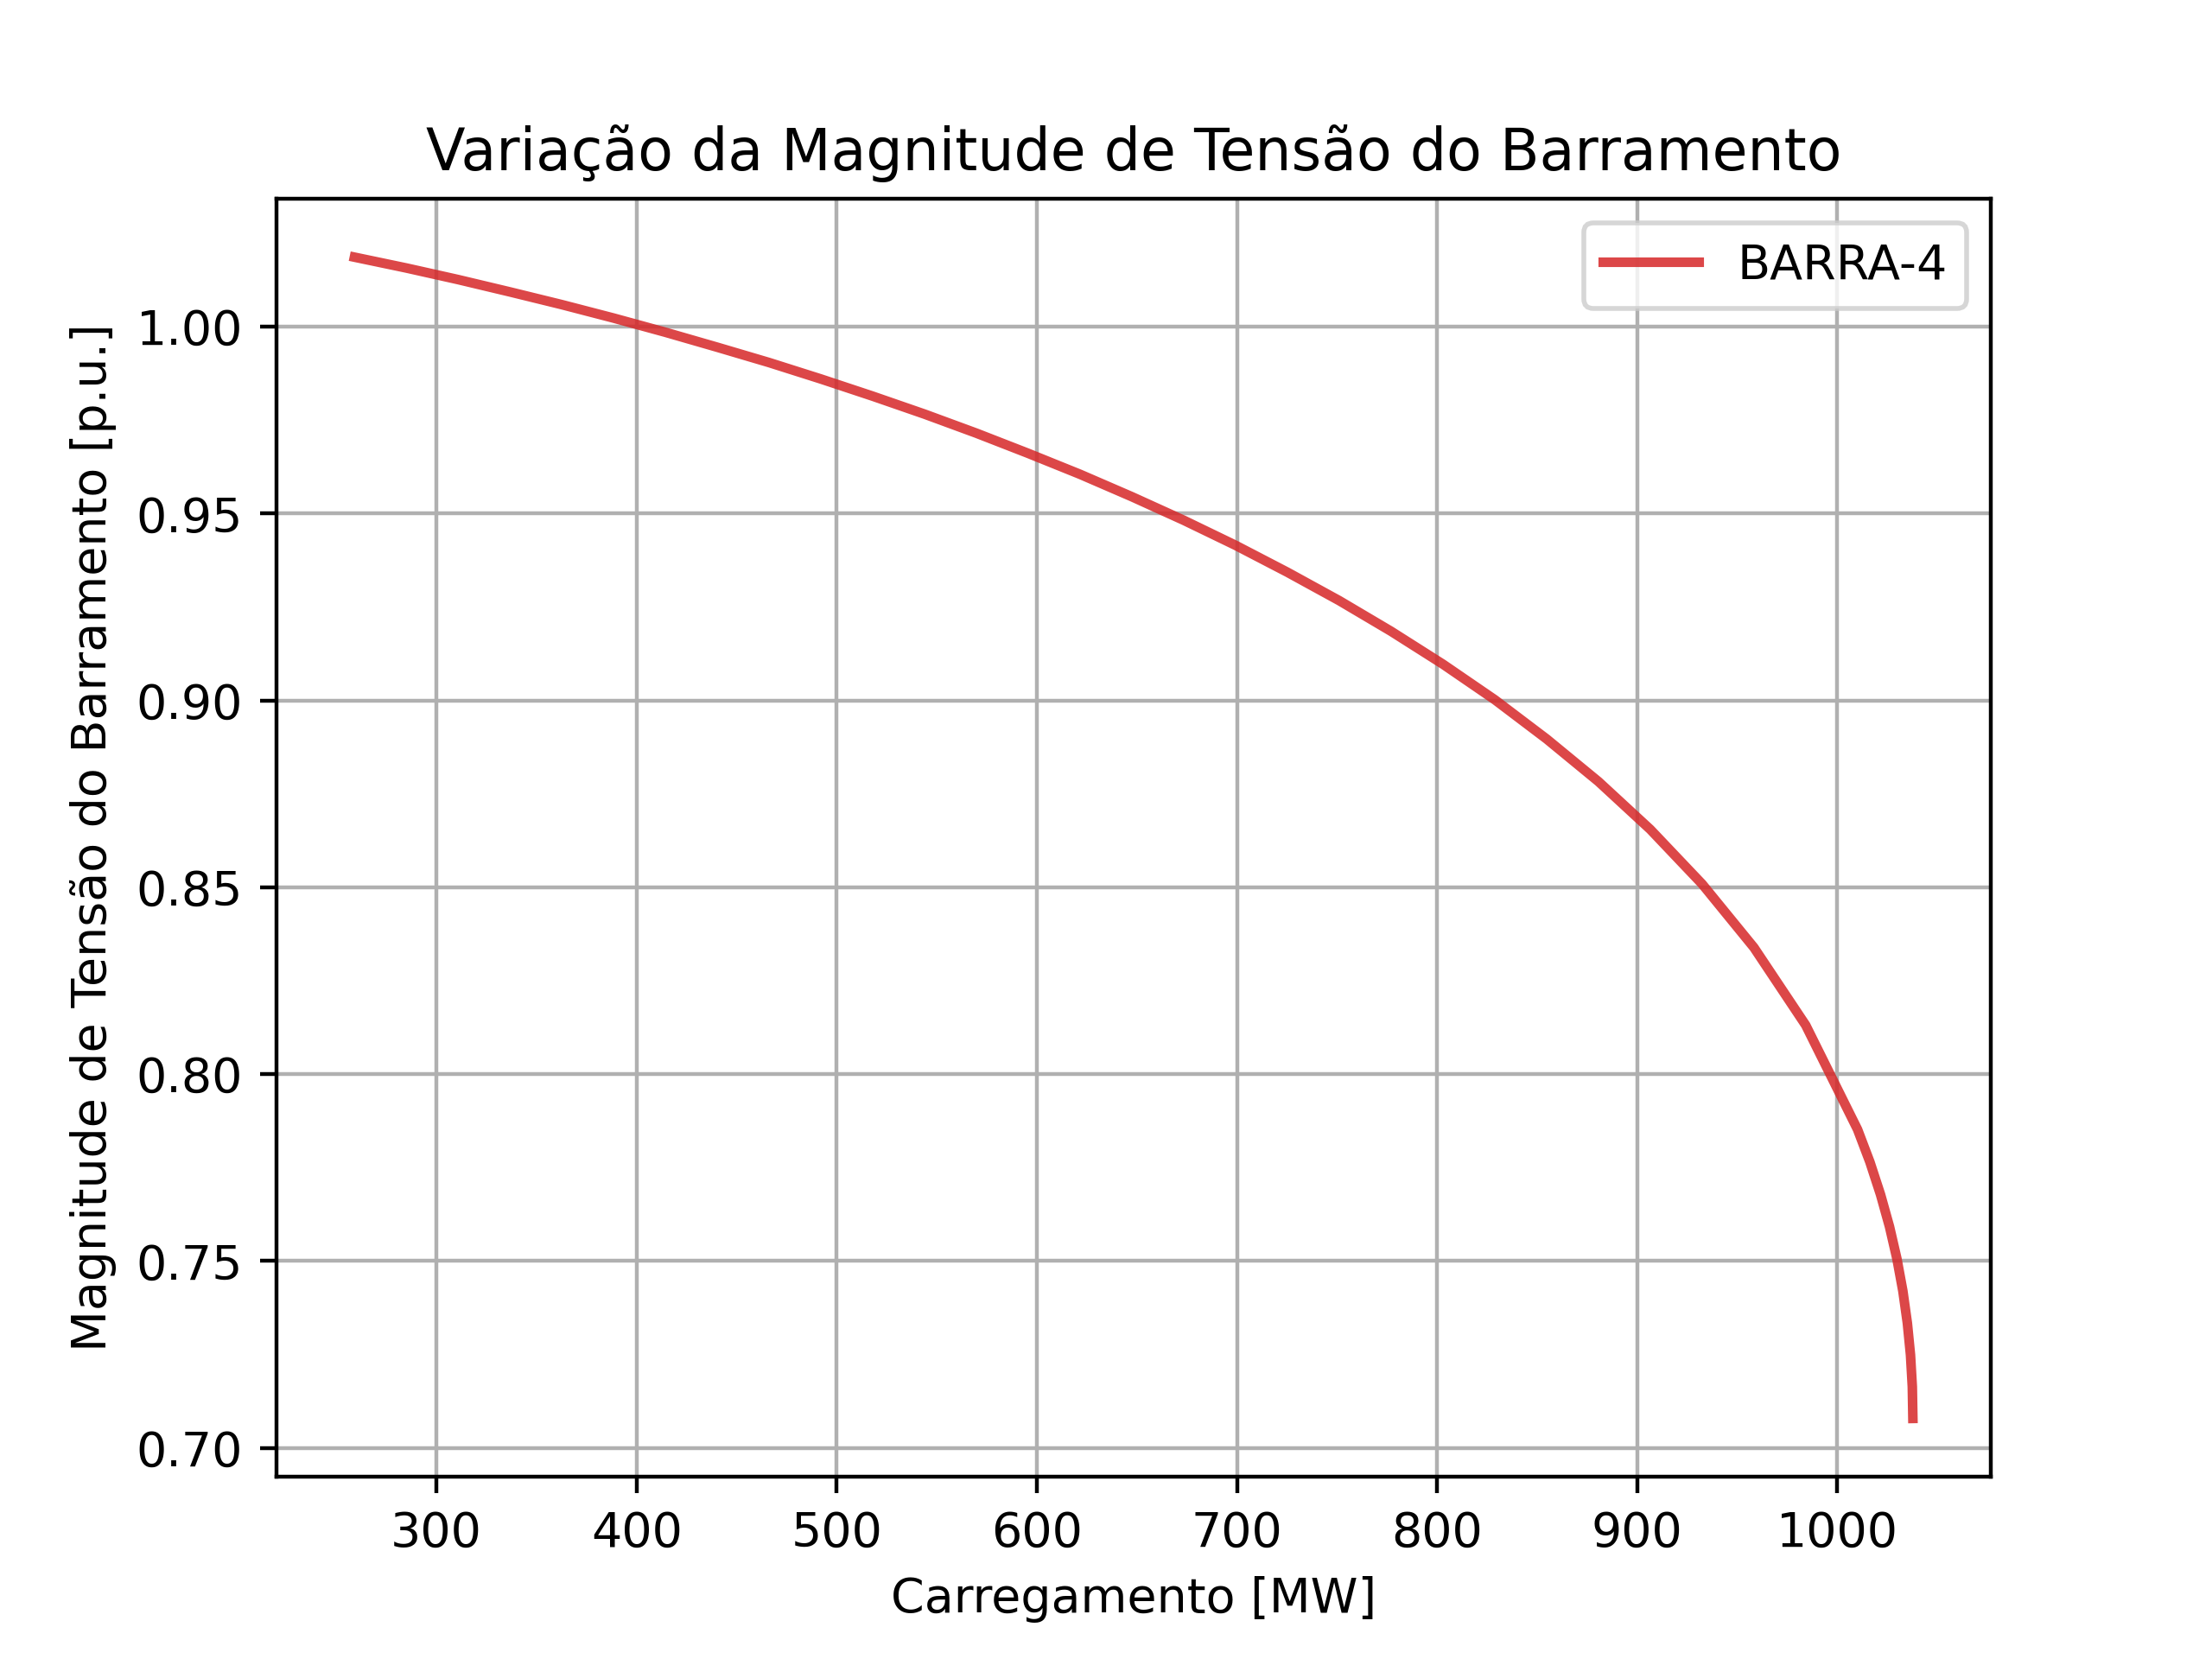 Variação da Magnitude de Tensão do Barramento
BARRA-4
Magnitude de Tensão do Barramento [p.u.]
1.00
0.95
0.90
0.85
0.80
0.75
0.70
300 400 500 600 700 800 900 1000
Carregamento [MW]